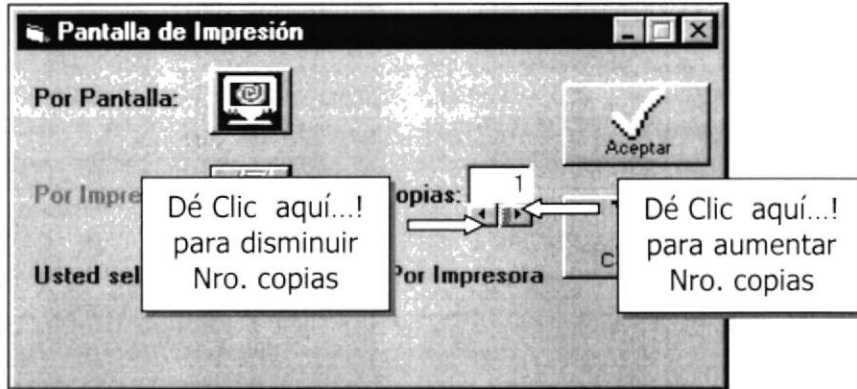 Pantalla de Impresión
Por Pantalla:
Aceptar
Por Impre
opias: 1
Dé Clic aquí...!
para disminuir
Nro. copias
Dé Clic aquí...!
para aumentar
Nro. copias
Usted sel
Por Impresora
C